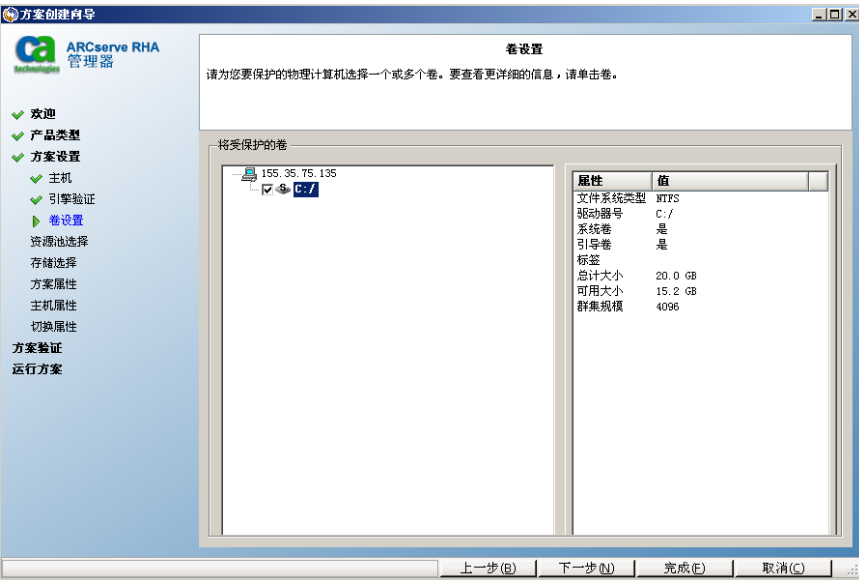 方案创建向导
ca
technologies
ARCserve RHA
管理器
欢迎
产品类型
方案设置
主机
引擎验证
卷设置
资源池选择
存储选择
方案属性
主机属性
切换属性
方案验证
运行方案
卷设置
请为您要保护的物理计算机选择一个或多个卷。要查看更详细的信息，请单击卷。
将受保护的卷
155.35.75.135
S C:/
属性 值
文件系统类型 NTFS
驱动器号 C:/
系统卷 是
引导卷 是
标签
总计大小 20.0 GB
可用大小 15.2 GB
群集规模 4096
上一步(B) 下一步(N) 完成(F) 取消(C)